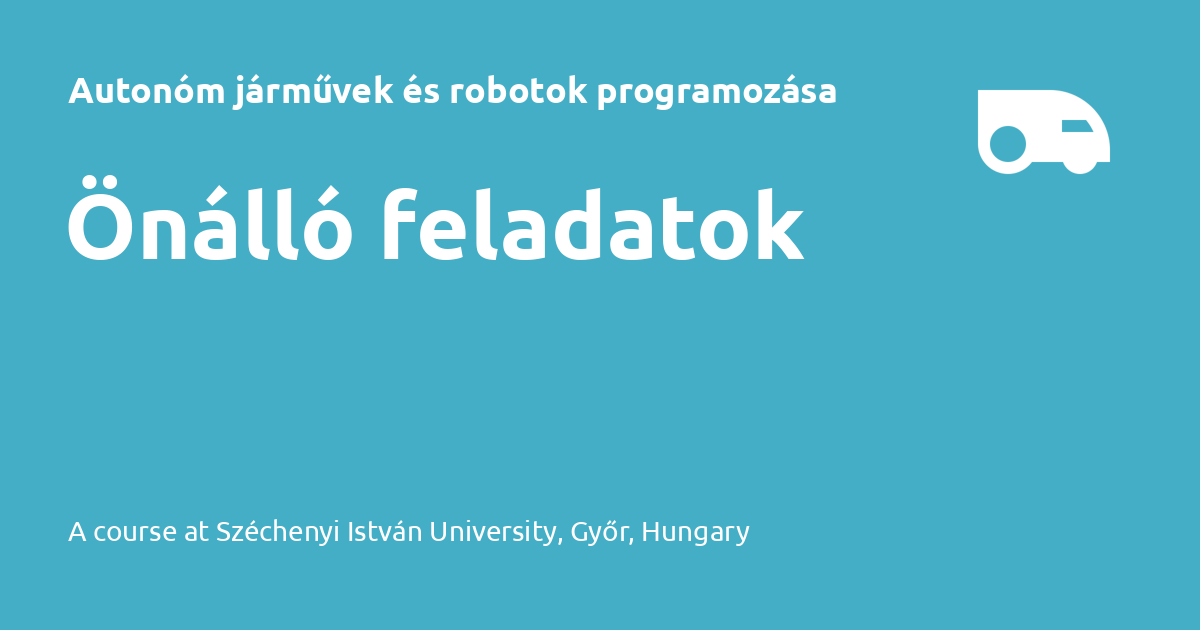 Autonóm járművek és robotok programozása
Önálló feladatok
A course at Széchenyi István University, Győr, Hungary